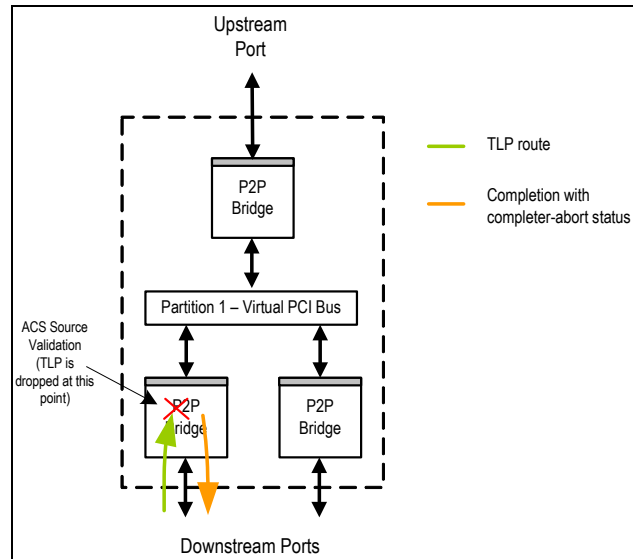 Upstream
Port
TLP route
P2P
Bridge
Completion with
completer-abort status
Partition 1 – Virtual PCI Bus
ACS Source
Validation
(TLP is
dropped at this
point)
P2P
Bridge
P2P
Bridge
Downstream Ports